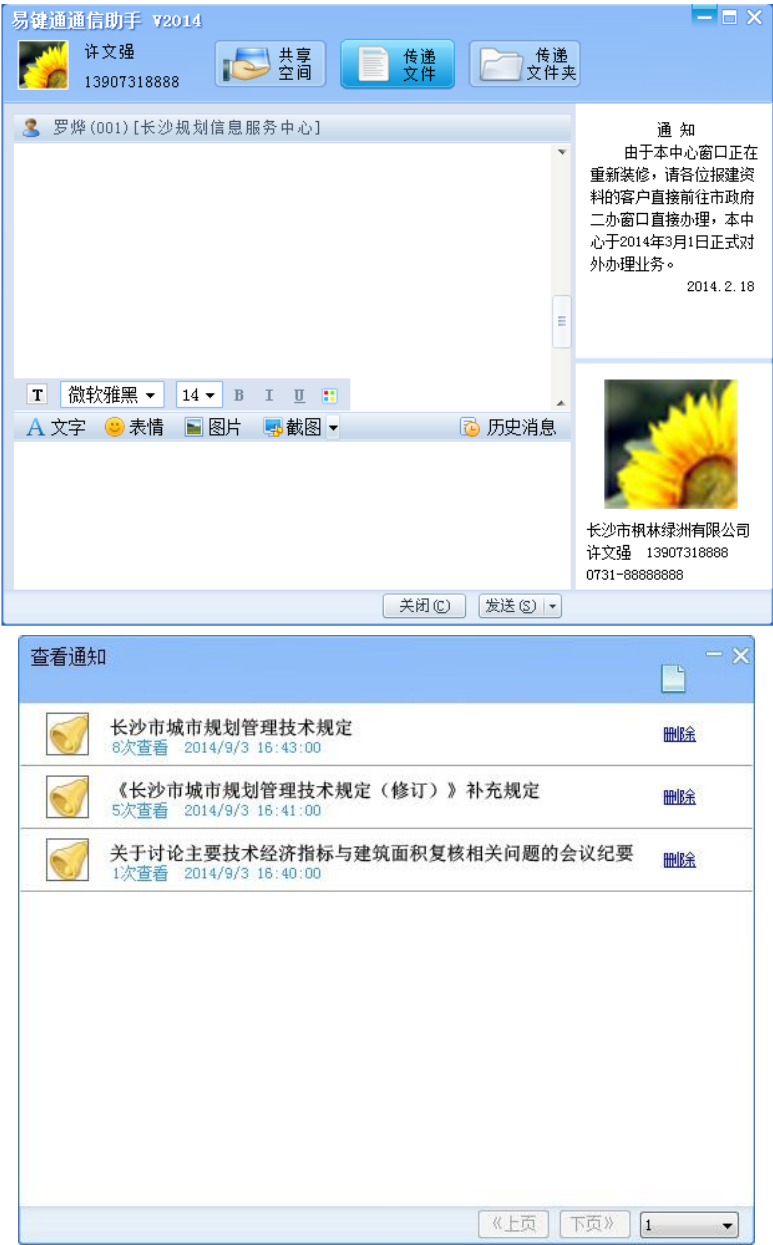 易键通通信助手 V2014
许文强
13907318888
共享
空间
传递
文件
传递
文件夹
罗烨(001)[长沙规划信息服务中心]
通 知
由于本中心窗口正在
重新装修，请各位报建资
料的客户直接前往市政府
二办窗口直接办理，本中
心于2014年3月1日正式对
外办理业务。
2014.2.18
T 微软雅黑 14 B I U
A 文字 表情 图片 截图 历史消息
长沙市枫林绿洲有限公司
许文强 13907318888
0731-88888888
关闭(C) 发送(S)
查看通知
长沙市城市规划管理技术规定
8次查看 2014/9/3 16:43:00
删除
《长沙市城市规划管理技术规定（修订）》补充规定
5次查看 2014/9/3 16:41:00
删除
关于讨论主要技术经济指标与建筑面积复核相关问题的会议纪要
1次查看 2014/9/3 16:40:00
删除
《上页 下页》 1